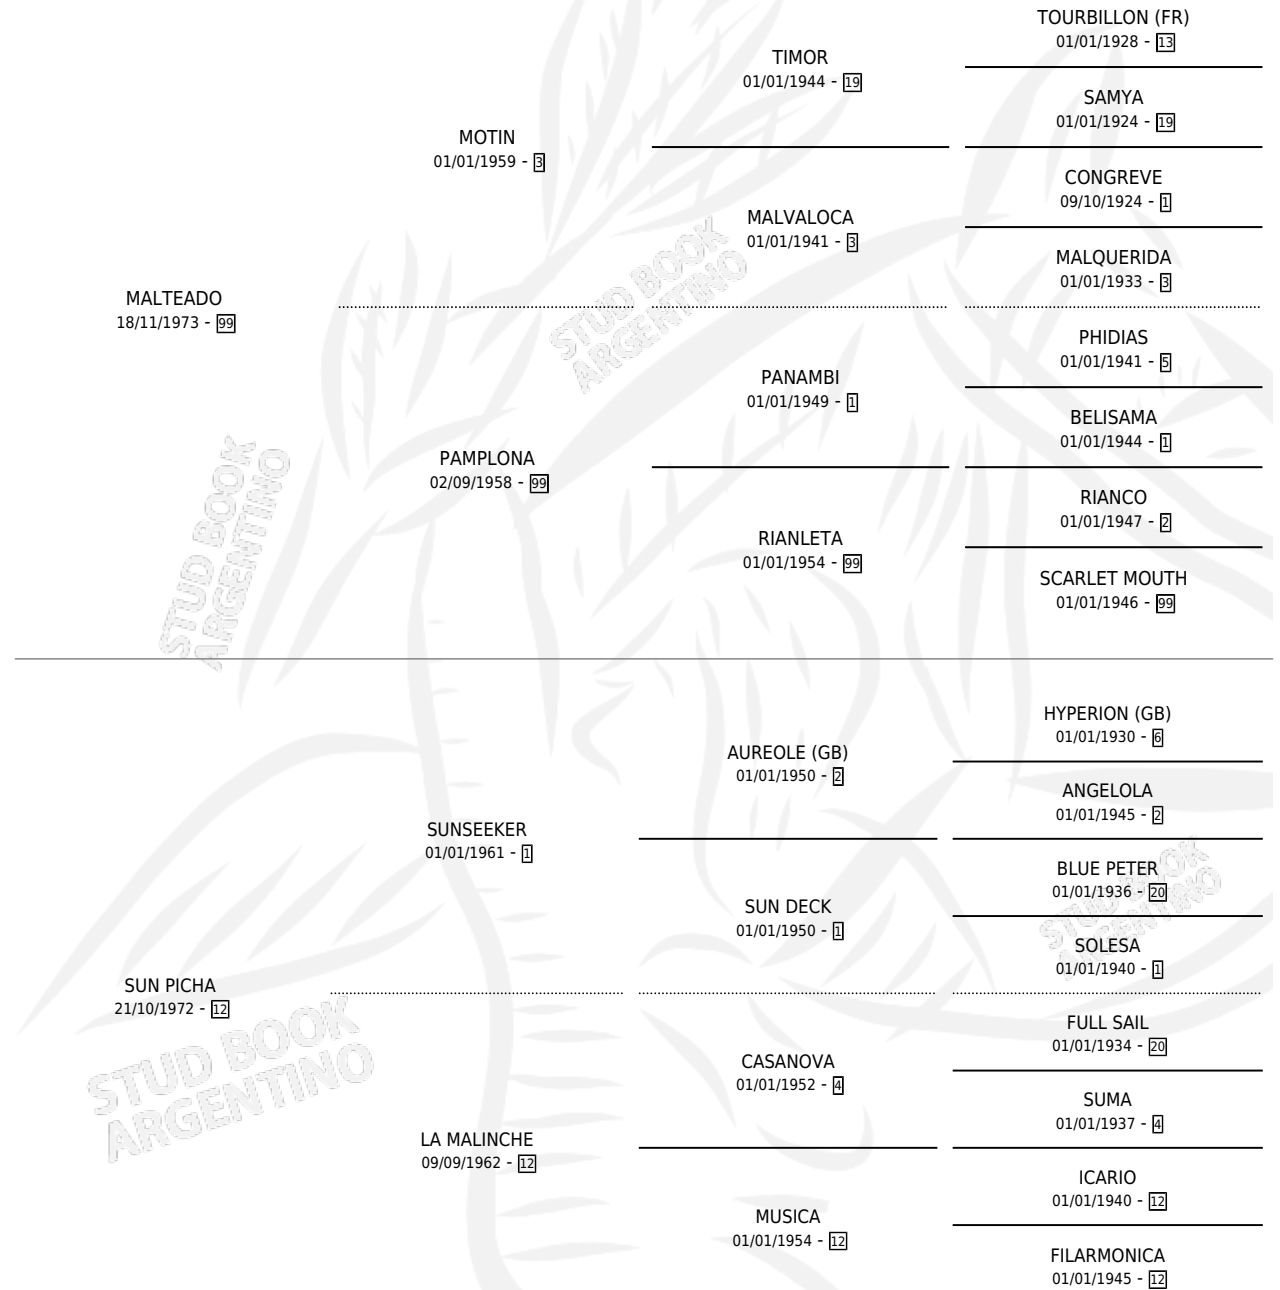 TOURBILLON (FR)
01/01/1928 - 13
TIMOR
01/01/1944 - 19
SAMYA
01/01/1924 - 19
MOTIN
01/01/1959 - 3
CONGREVE
09/10/1924 - 1
MALVALOCA
01/01/1941 - 3
MALQUERIDA
01/01/1933 - 3
MALTEADO
18/11/1973 - 99
PHIDIAS
01/01/1941 - 5
PANAMBI
01/01/1949 - 1
BELISAMA
01/01/1944 - 1
PAMPLONA
02/09/1958 - 99
RIANCO
01/01/1947 - 2
RIANLETA
01/01/1954 - 99
SCARLET MOUTH
01/01/1946 - 99
STUD BOOK
ARGENTINO
STUD BOOK
ARGENTINO
HYPERION (GB)
01/01/1930 - 6
AUREOLE (GB)
01/01/1950 - 2
ANGELOLA
01/01/1945 - 2
SUNSEEKER
01/01/1961 - 1
BLUE PETER
01/01/1936 - 20
SUN DECK
01/01/1950 - 1
SOLESA
01/01/1940 - 1
STUD BOOK
ARGENTINO
SUN PICHA
21/10/1972 - 12
FULL SAIL
01/01/1934 - 20
CASANOVA
01/01/1952 - 4
SUMA
01/01/1937 - 4
LA MALINCHE
09/09/1962 - 12
ICARIO
01/01/1940 - 12
MUSICA
01/01/1954 - 12
FILARMONICA
01/01/1945 - 12
STUD BOOK
ARGENTINO